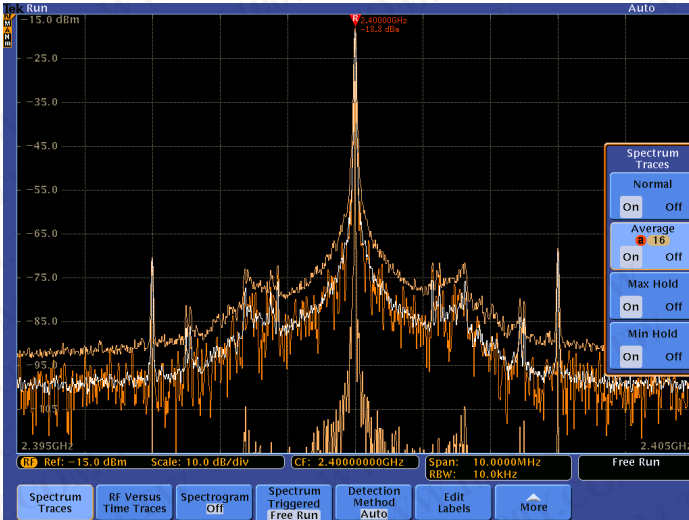 Tek Run
Auto
R
M
A
m
-15.0 dBm
R
2.40000GHz
-18.3 dBm
-25.0
-35.0
-45.0
-55.0
-65.0
-75.0
-85.0
-95.0
-105
2.395GHz
2.405GHz
Spectrum
Traces
Normal
On Off
Average
a 16
On Off
Max Hold
On Off
Min Hold
On Off
RF Ref: -15.0 dBm Scale: 10.0 dB/div
CF: 2.40000000GHz
Span: 10.0000MHz
RBW: 10.0kHz
Free Run
Spectrum
Traces
RF Versus
Time Traces
Spectrogram
Off
Spectrum
Triggered
Free Run
Detection
Method
Auto
Edit
Labels
More